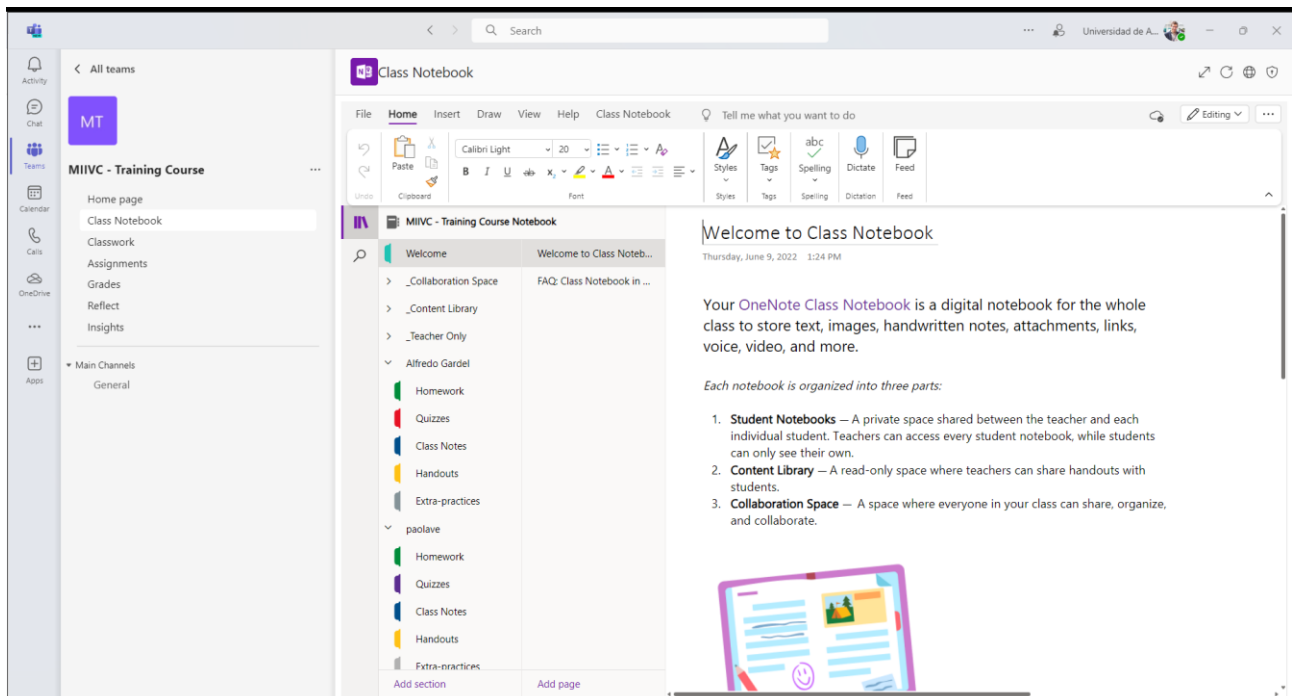 Search
Universidad de A...
Activity
Chat
Teams
Calendar
Calls
OneDrive
Apps
All teams
MT
MIIVC - Training Course
Home page
Class Notebook
Classwork
Assignments
Grades
Reflect
Insights
Main Channels
General
Class Notebook
File Home Insert Draw View Help Class Notebook Tell me what you want to do
Editing
Undo
Paste
Clipboard
Calibri Light 20
B I U ab x
Font
Styles
Styles
Tags
Tags
abc
Spelling
Spelling
Dictate
Dictation
Feed
Feed
MIIVC - Training Course Notebook
Welcome
_Collaboration Space
_Content Library
_Teacher Only
Alfredo Gardel
Homework
Quizzes
Class Notes
Handouts
Extra-practices
paolave
Homework
Quizzes
Class Notes
Handouts
Extra-practices
Add section
Welcome to Class Noteb...
FAQ: Class Notebook in ...
Add page
Welcome to Class Notebook
Thursday, June 9, 2022 1:24 PM
Your OneNote Class Notebook is a digital notebook for the whole
class to store text, images, handwritten notes, attachments, links,
voice, video, and more.
Each notebook is organized into three parts:
1. Student Notebooks — A private space shared between the teacher and each
individual student. Teachers can access every student notebook, while students
can only see their own.
2. Content Library — A read-only space where teachers can share handouts with
students.
3. Collaboration Space — A space where everyone in your class can share, organize,
and collaborate.